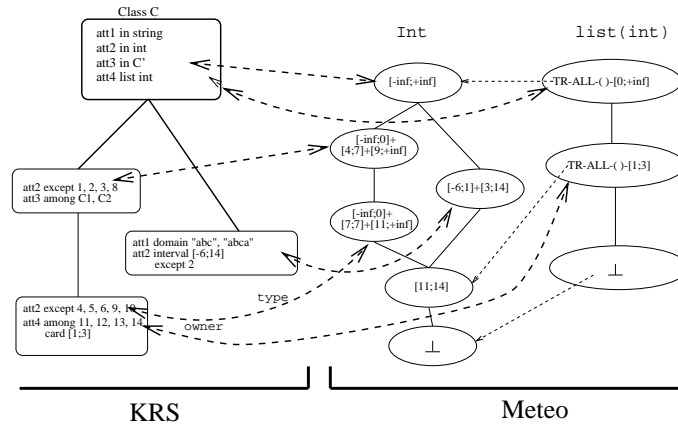 Class C
att1 in string
att2 in int
att3 in C'
att4 list int
Int
list(int)
[-inf;+inf]
-TR-ALL-( )-[0;+inf]
[-inf;0]+
[4;7]+[9;+inf]
TR-ALL-( )-[1;3]
att2 except 1, 2, 3, 8
att3 among C1, C2
[-6;1]+[3;14]
[-inf;0]+
[7;7]+[11;+inf]
att1 domain "abc", "abca"
att2 interval [-6;14]
except 2
[11;14]
⊥
att2 except 4, 5, 6, 9, 10
att4 among 11, 12, 13, 14
card [1;3]
type
owner
⊥
KRS
Meteo